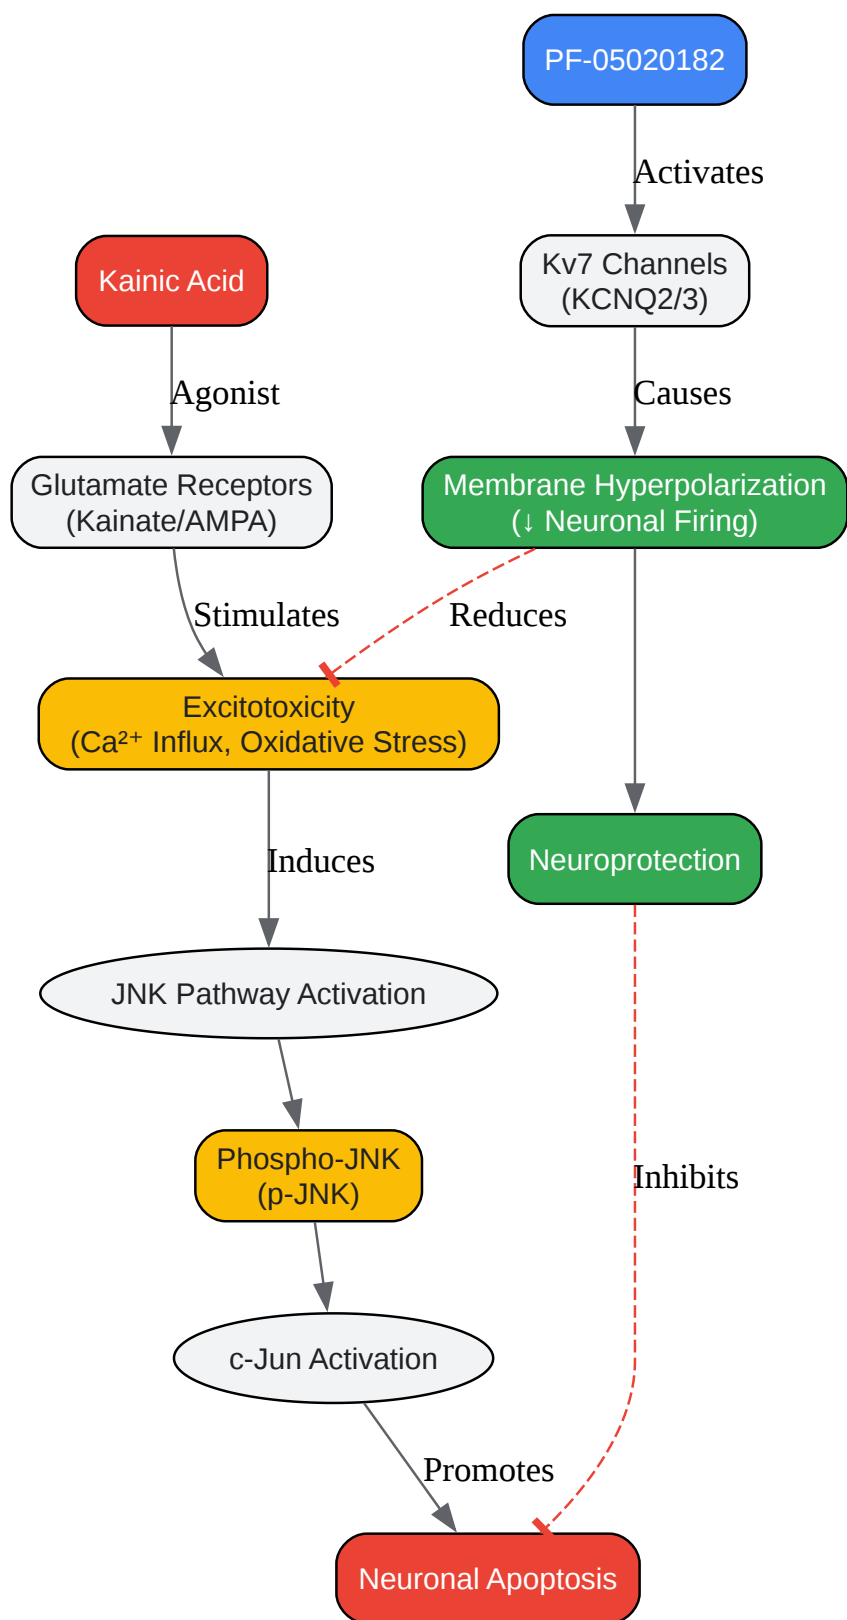 PF-05020182
Activates
Kainic Acid
Kv7 Channels
(KCNQ2/3)
Agonist
Causes
Glutamate Receptors
(Kainate/AMPA)
Membrane Hyperpolarization
(↓ Neuronal Firing)
Stimulates
Reduces
Excitotoxicity
(Ca²⁺ Influx, Oxidative Stress)
Induces
Neuroprotection
JNK Pathway Activation
Phospho-JNK
(p-JNK)
Inhibits
c-Jun Activation
Promotes
Neuronal Apoptosis